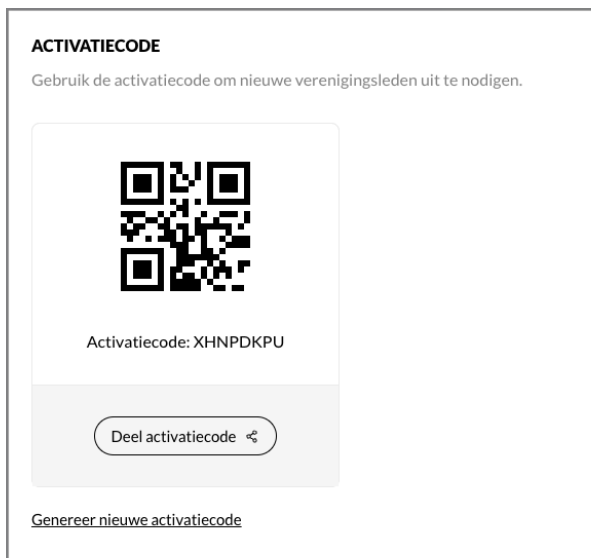 ACTIVATIECODE
Gebruik de activatiecode om nieuwe verenigingsleden uit te nodigen.
Activatiecode: XHNPDKPU
Deel activatiecode
Genereer nieuwe activatiecode